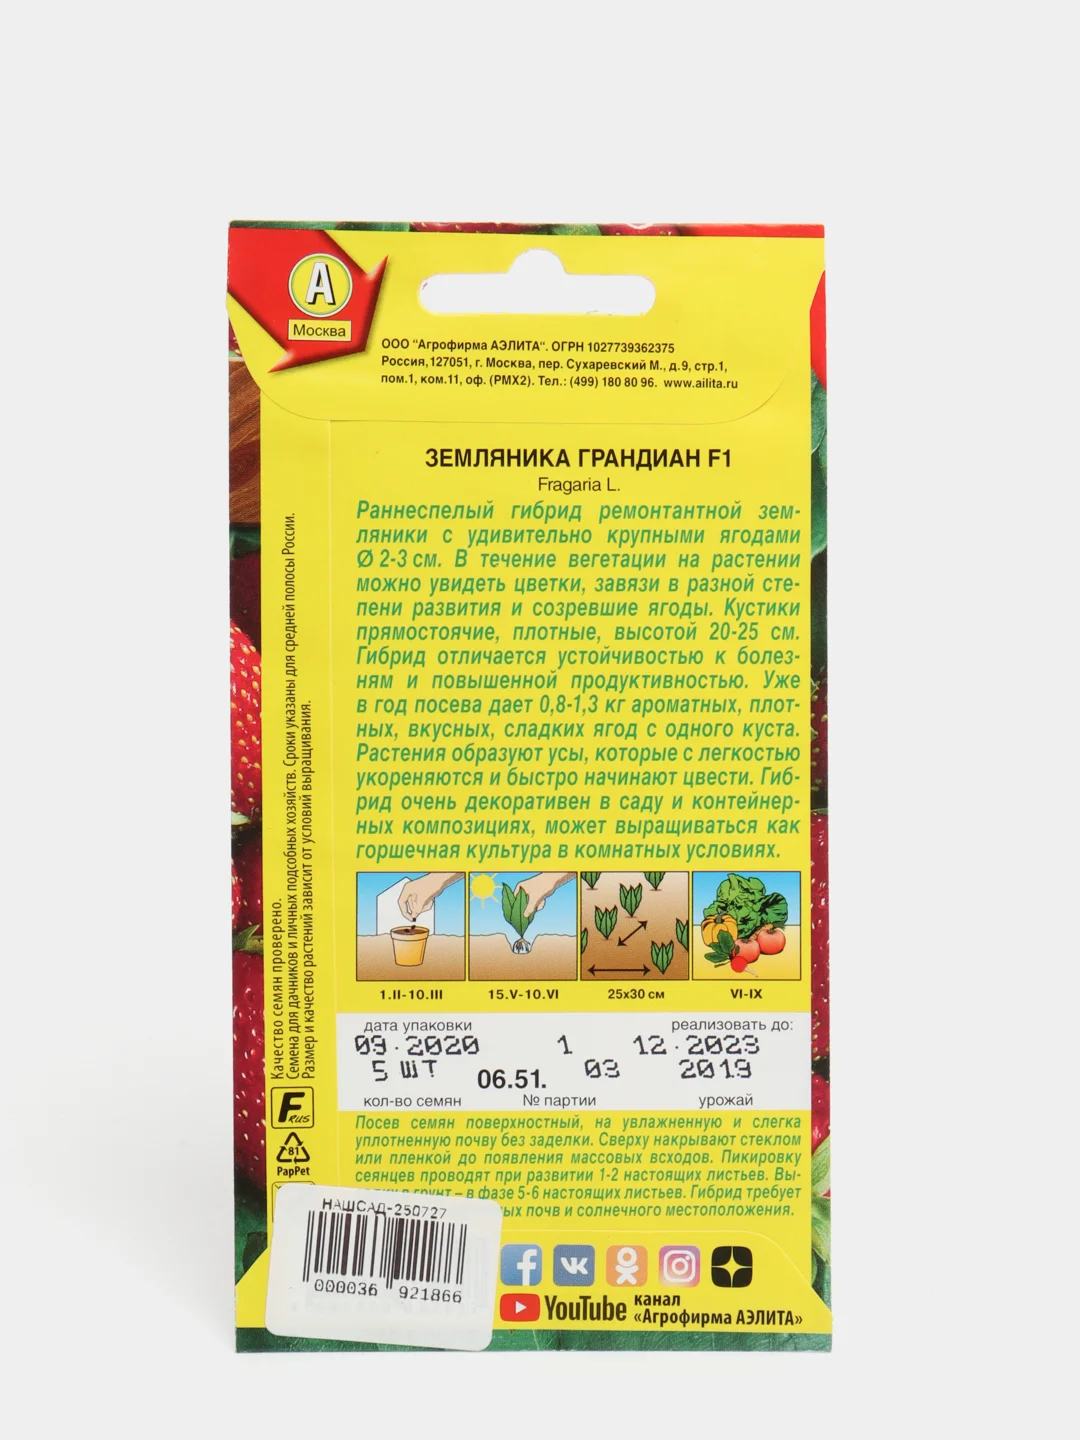 А
Москва
ООО "Агрофирма АЭЛИТА". ОГРН 1027739362375
Россия,127051, г. Москва, пер. Сухаревский М., д.9, стр.1,
пом.1, ком.11, оф. (РМХ2). Тел.: (499) 180 80 96. www.ailita.ru
ЗЕМЛЯНИКА ГРАНДИАН F1
Fragaria L.
Раннеспелый гибрид ремонтантной зем-
ляники с удивительно крупными ягодами
Ø 2-3 см. В течение вегетации на растении
можно увидеть цветки, завязи в разной сте-
пени развития и созревшие ягоды. Кустики
прямостоячие, плотные, высотой 20-25 см.
Гибрид отличается устойчивостью к болез-
ням и повышенной продуктивностью. Уже
в год посева дает 0,8-1,3 кг ароматных, плот-
ных, вкусных, сладких ягод с одного куста.
Растения образуют усы, которые с легкостью
укореняются и быстро начинают цвести. Гиб-
рид очень декоративен в саду и контейнер-
ных композициях, может выращиваться как
горшечная культура в комнатных условиях.
1.II-10.III 15.V-10.VI 25х30 см VI-IX
дата упаковки реализовать до:
09.2020 1 12.2023
5 ШТ 06.51. 03 2019
кол-во семян № партии урожай
Посев семян поверхностный, на увлажненную и слегка
уплотненную почву без заделки. Сверху накрывают стеклом
или пленкой до появления массовых всходов. Пикировку
сеянцев проводят при развитии 1-2 настоящих листьев. Вы-
грунт – в фазе 5-6 настоящих листьев. Гибрид требует
ных почв и солнечного местоположения.
Качество семян проверено.
Семена для дачников и личных подсобных хозяйств. Сроки указаны для средней полосы России.
Размер и качество растений зависит от условий выращивания.
F RUS
81
PapPet
НАШСАД-250727
000036 921866
YouTube канал
«Агрофирма АЭЛИТА»